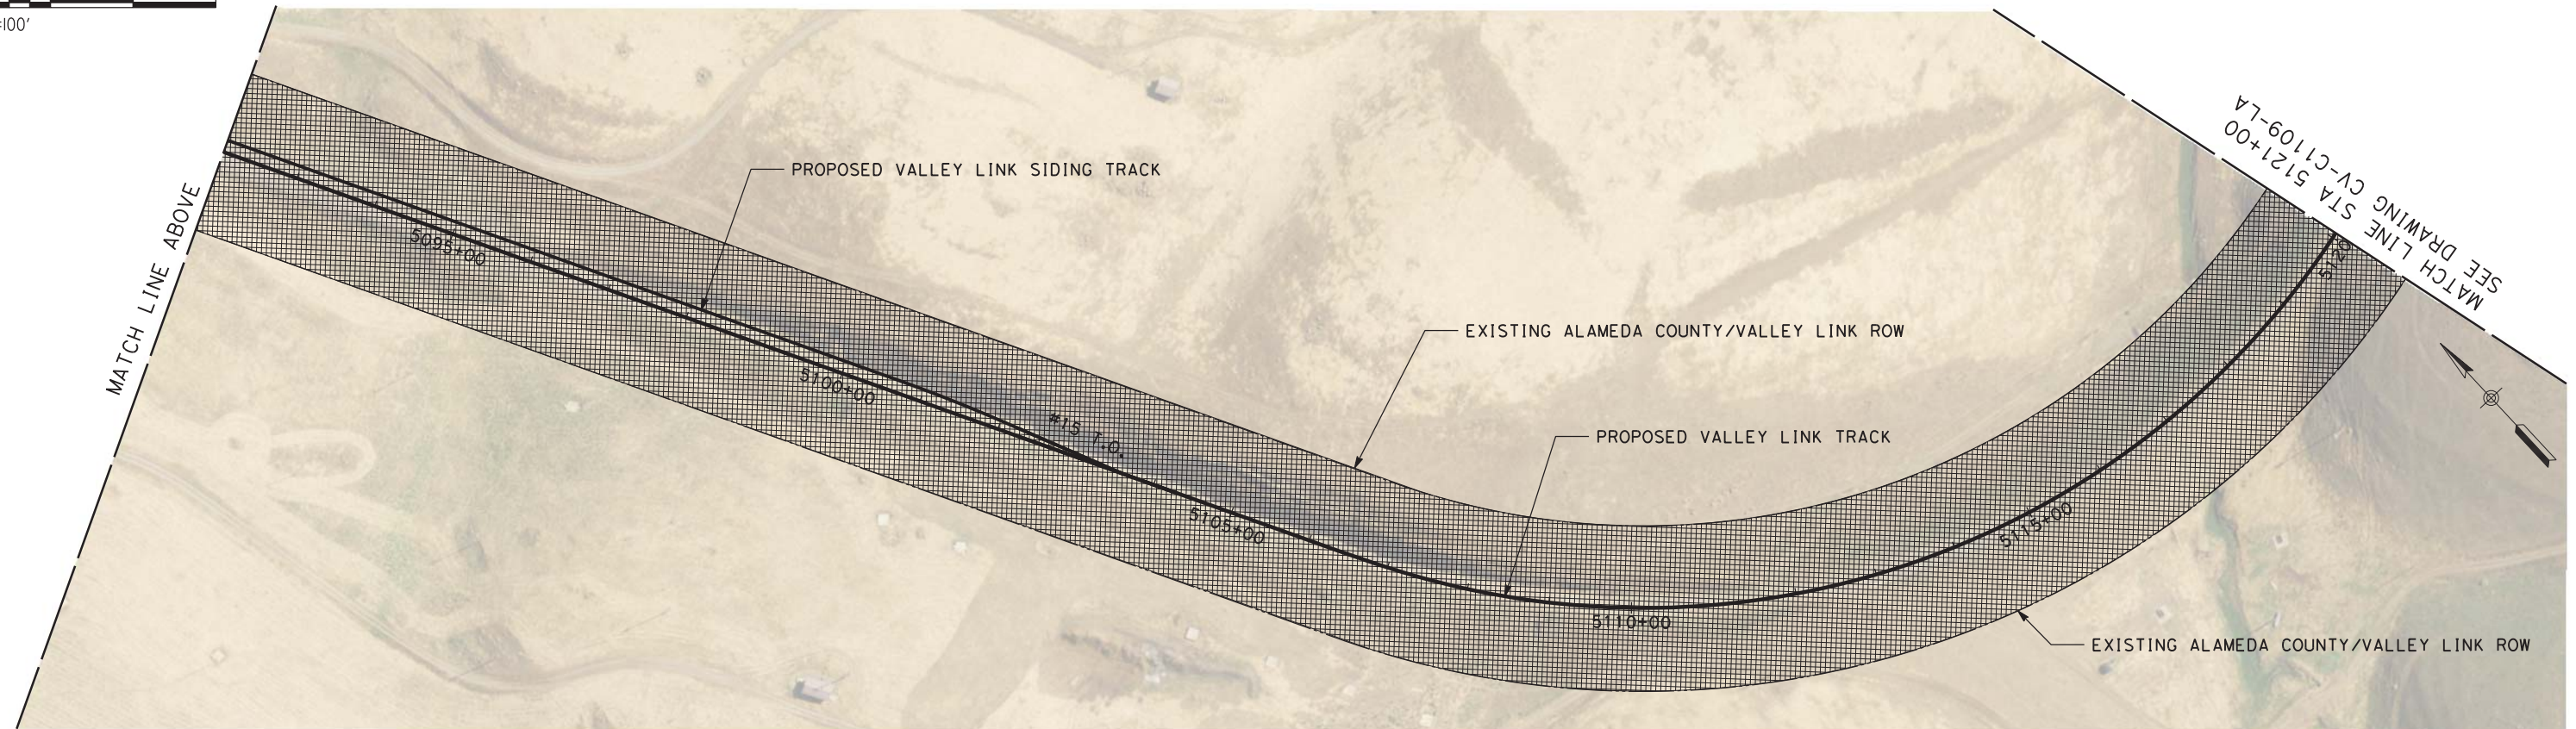 =100'
MATCH LINE ABOVE
PROPOSED VALLEY LINK SIDING TRACK
5095+00
5100+00
#15 T.O.
5105+00
EXISTING ALAMEDA COUNTY/VALLEY LINK ROW
PROPOSED VALLEY LINK TRACK
5110+00
5115+00
EXISTING ALAMEDA COUNTY/VALLEY LINK ROW
5120
MATCH LINE STA 5121+00
SEE DRAWING CV-C1109-LA